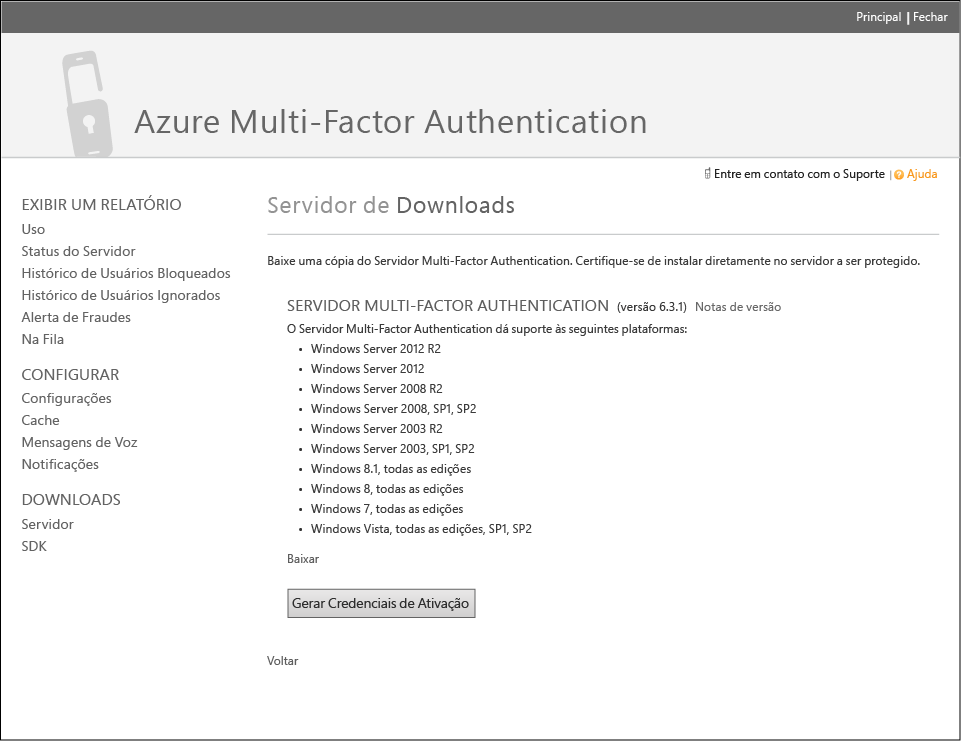 Principal | Fechar
Azure Multi-Factor Authentication
Entre em contato com o Suporte | Ajuda
EXIBIR UM RELATÓRIO
Uso
Status do Servidor
Histórico de Usuários Bloqueados
Histórico de Usuários Ignorados
Alerta de Fraudes
Na Fila
CONFIGURAR
Configurações
Cache
Mensagens de Voz
Notificações
DOWNLOADS
Servidor
SDK
Servidor de Downloads
Baixe uma cópia do Servidor Multi-Factor Authentication. Certifique-se de instalar diretamente no servidor a ser protegido.
SERVIDOR MULTI-FACTOR AUTHENTICATION (versão 6.3.1) Notas de versão
O Servidor Multi-Factor Authentication dá suporte às seguintes plataformas:
• Windows Server 2012 R2
• Windows Server 2012
• Windows Server 2008 R2
• Windows Server 2008, SP1, SP2
• Windows Server 2003 R2
• Windows Server 2003, SP1, SP2
• Windows 8.1, todas as edições
• Windows 8, todas as edições
• Windows 7, todas as edições
• Windows Vista, todas as edições, SP1, SP2
Baixar
Gerar Credenciais de Ativação
Voltar